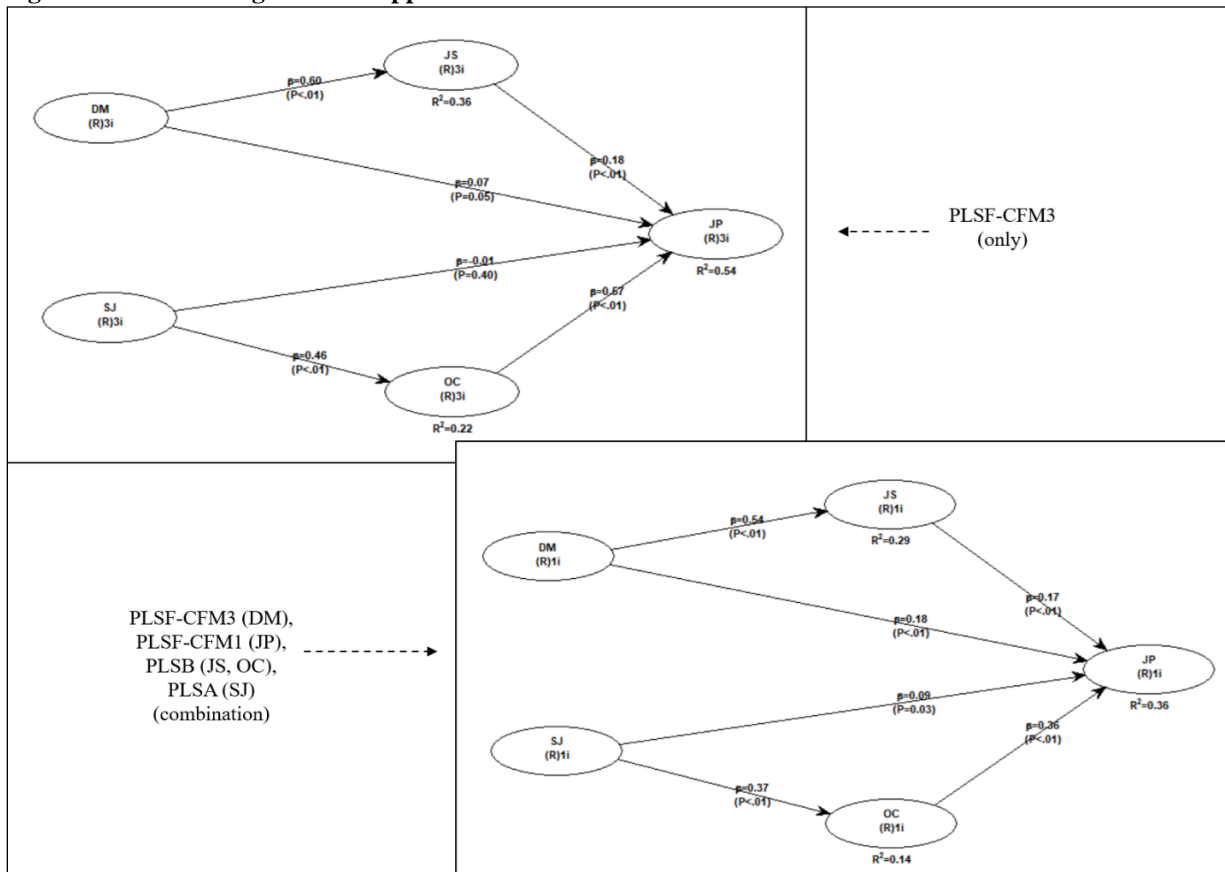 JS
(R)3i
R²=0.36
β=0.60
(P<.01)
DM
(R)3i
β=0.18
(P<.01)
β=0.07
(P=0.05)
JP
(R)3i
R²=0.54
PLSF-CFM3
(only)
β=-0.01
(P=0.40)
SJ
(R)3i
β=0.57
(P<.01)
β=0.46
(P<.01)
OC
(R)3i
R²=0.22
PLSF-CFM3 (DM),
PLSF-CFM1 (JP),
PLSB (JS, OC),
PLSA (SJ)
(combination)
JS
(R)1i
R²=0.29
β=0.54
(P<.01)
DM
(R)1i
β=0.17
(P<.01)
β=0.18
(P<.01)
JP
(R)1i
R²=0.36
β=0.09
(P=0.03)
SJ
(R)1i
β=0.36
(P<.01)
β=0.37
(P<.01)
OC
(R)1i
R²=0.14